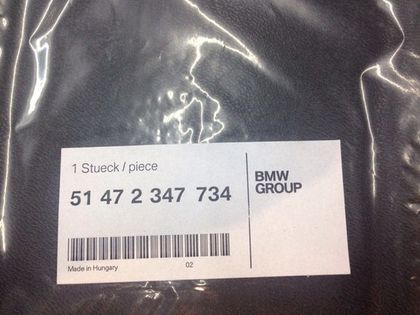 1 Stueck / piece
51 47 2 347 734
BMW
GROUP
Made in Hungary
02